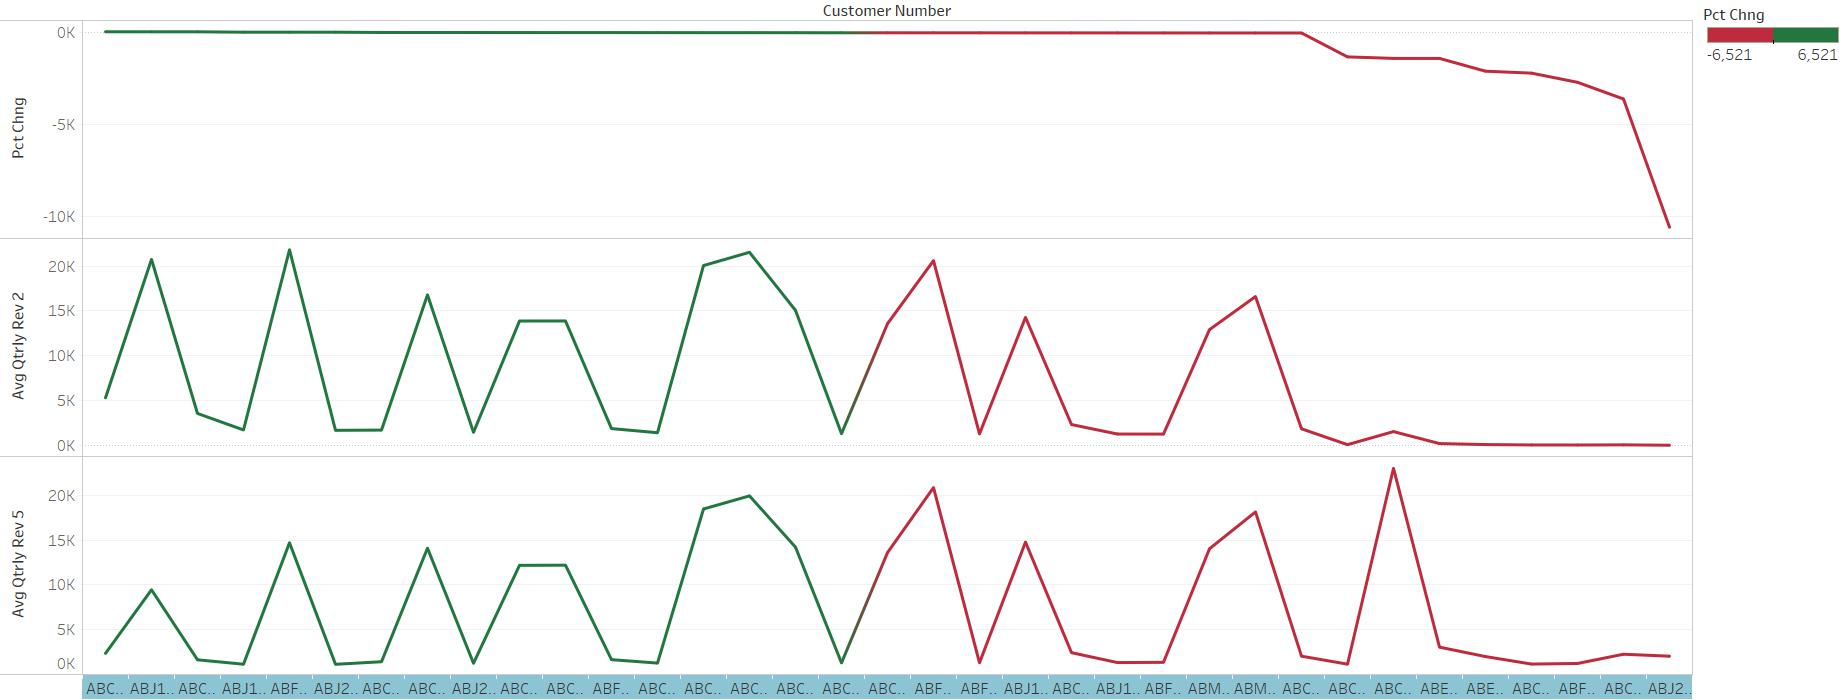 Customer Number
Pct Chng
0K
-5K
-10K
Pct Chng
-6,521 6,521
Avg Qtrly Rev 2
20K
15K
10K
5K
0K
Avg Qtrly Rev 5
20K
15K
10K
5K
0K
ABC.. ABJ1.. ABC.. ABJ1.. ABF.. ABJ2.. ABC.. ABC.. ABJ2.. ABC.. ABC.. ABF.. ABC.. ABC.. ABC.. ABC.. ABC.. ABC.. ABF.. ABF.. ABJ1.. ABC.. ABJ1.. ABF.. ABM.. ABM.. ABC.. ABC.. ABC.. ABE.. ABE.. ABC.. ABF.. ABC.. ABJ2..